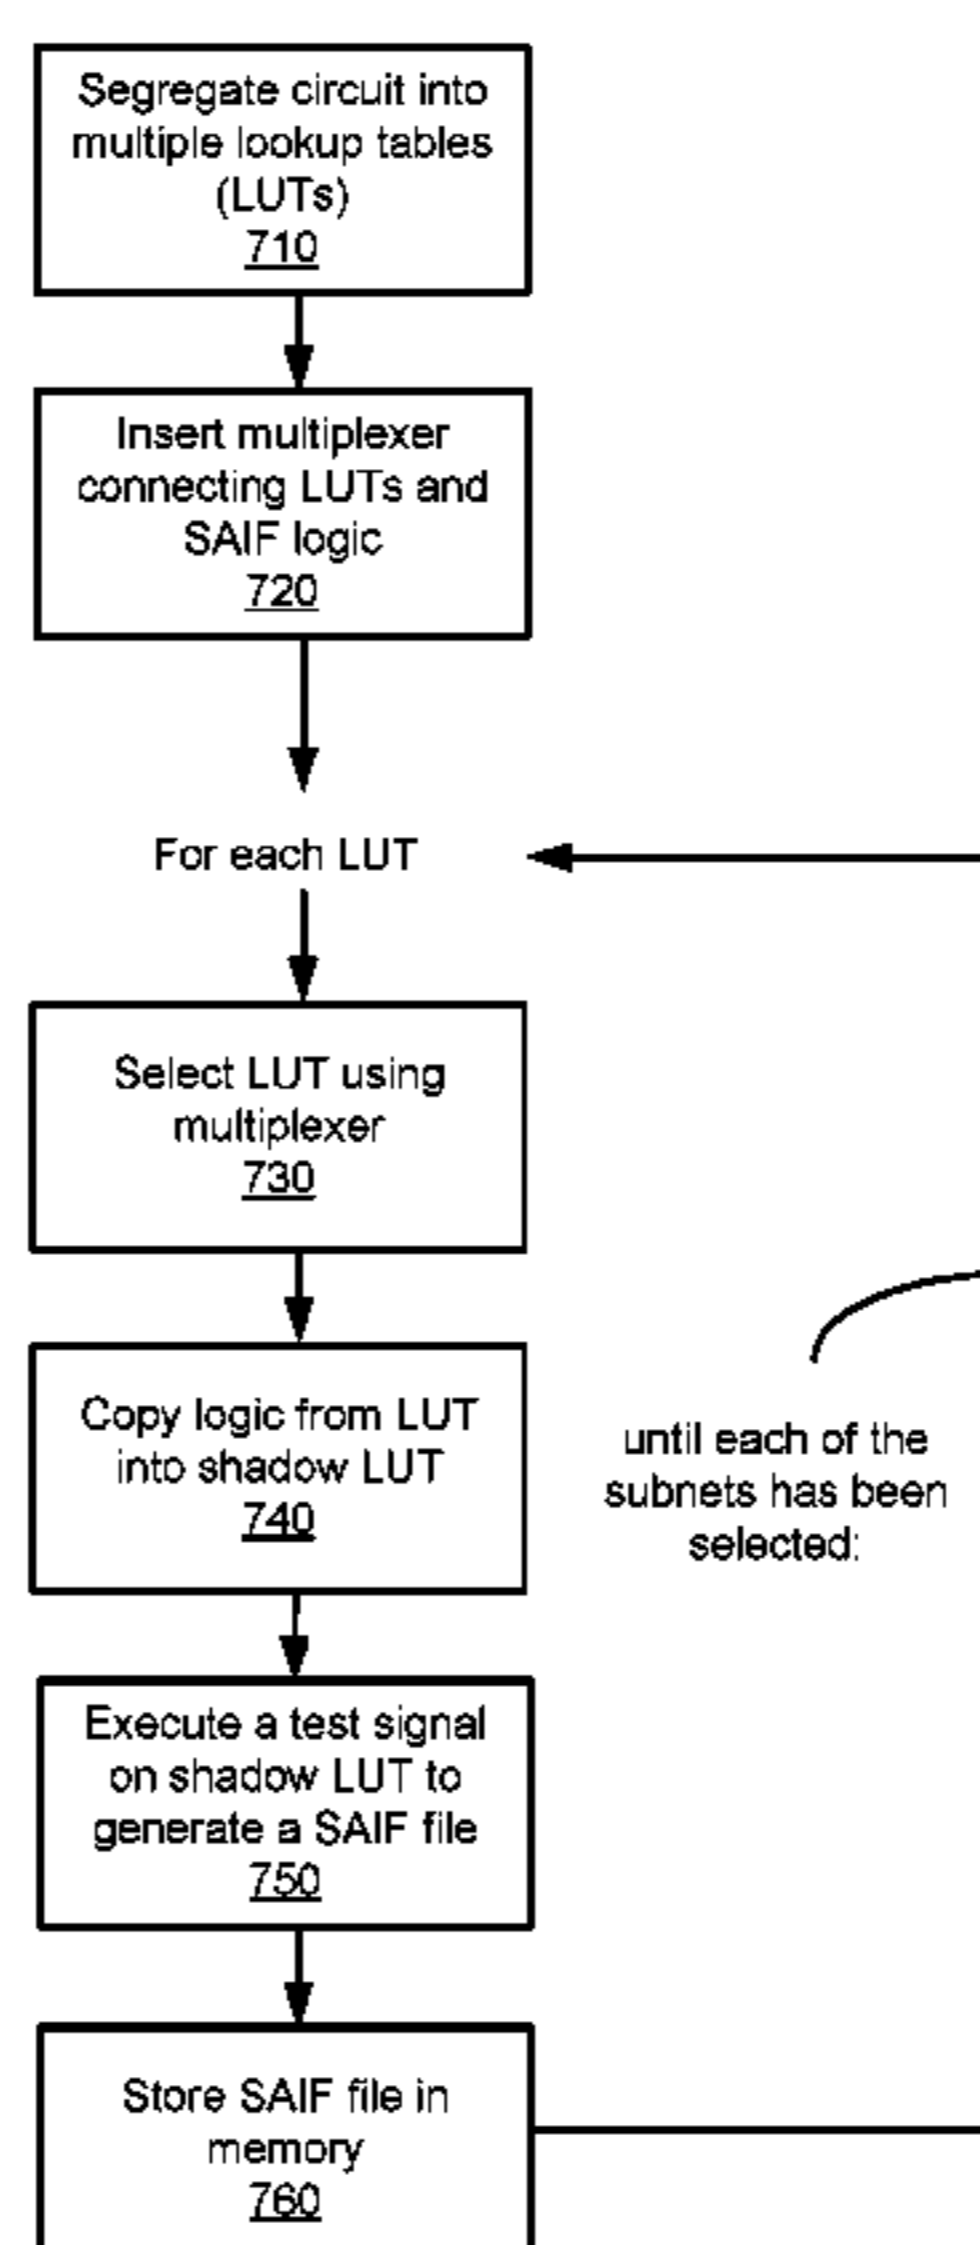 Segregate circuit into
multiple lookup tables
(LUTs)
710
Insert multiplexer
connecting LUTs and
SAIF logic
720
For each LUT
Select LUT using
multiplexer
730
Copy logic from LUT
into shadow LUT
740
until each of the
subnets has been
selected:
Execute a test signal
on shadow LUT to
generate a SAIF file
750
Store SAIF file in
memory
760